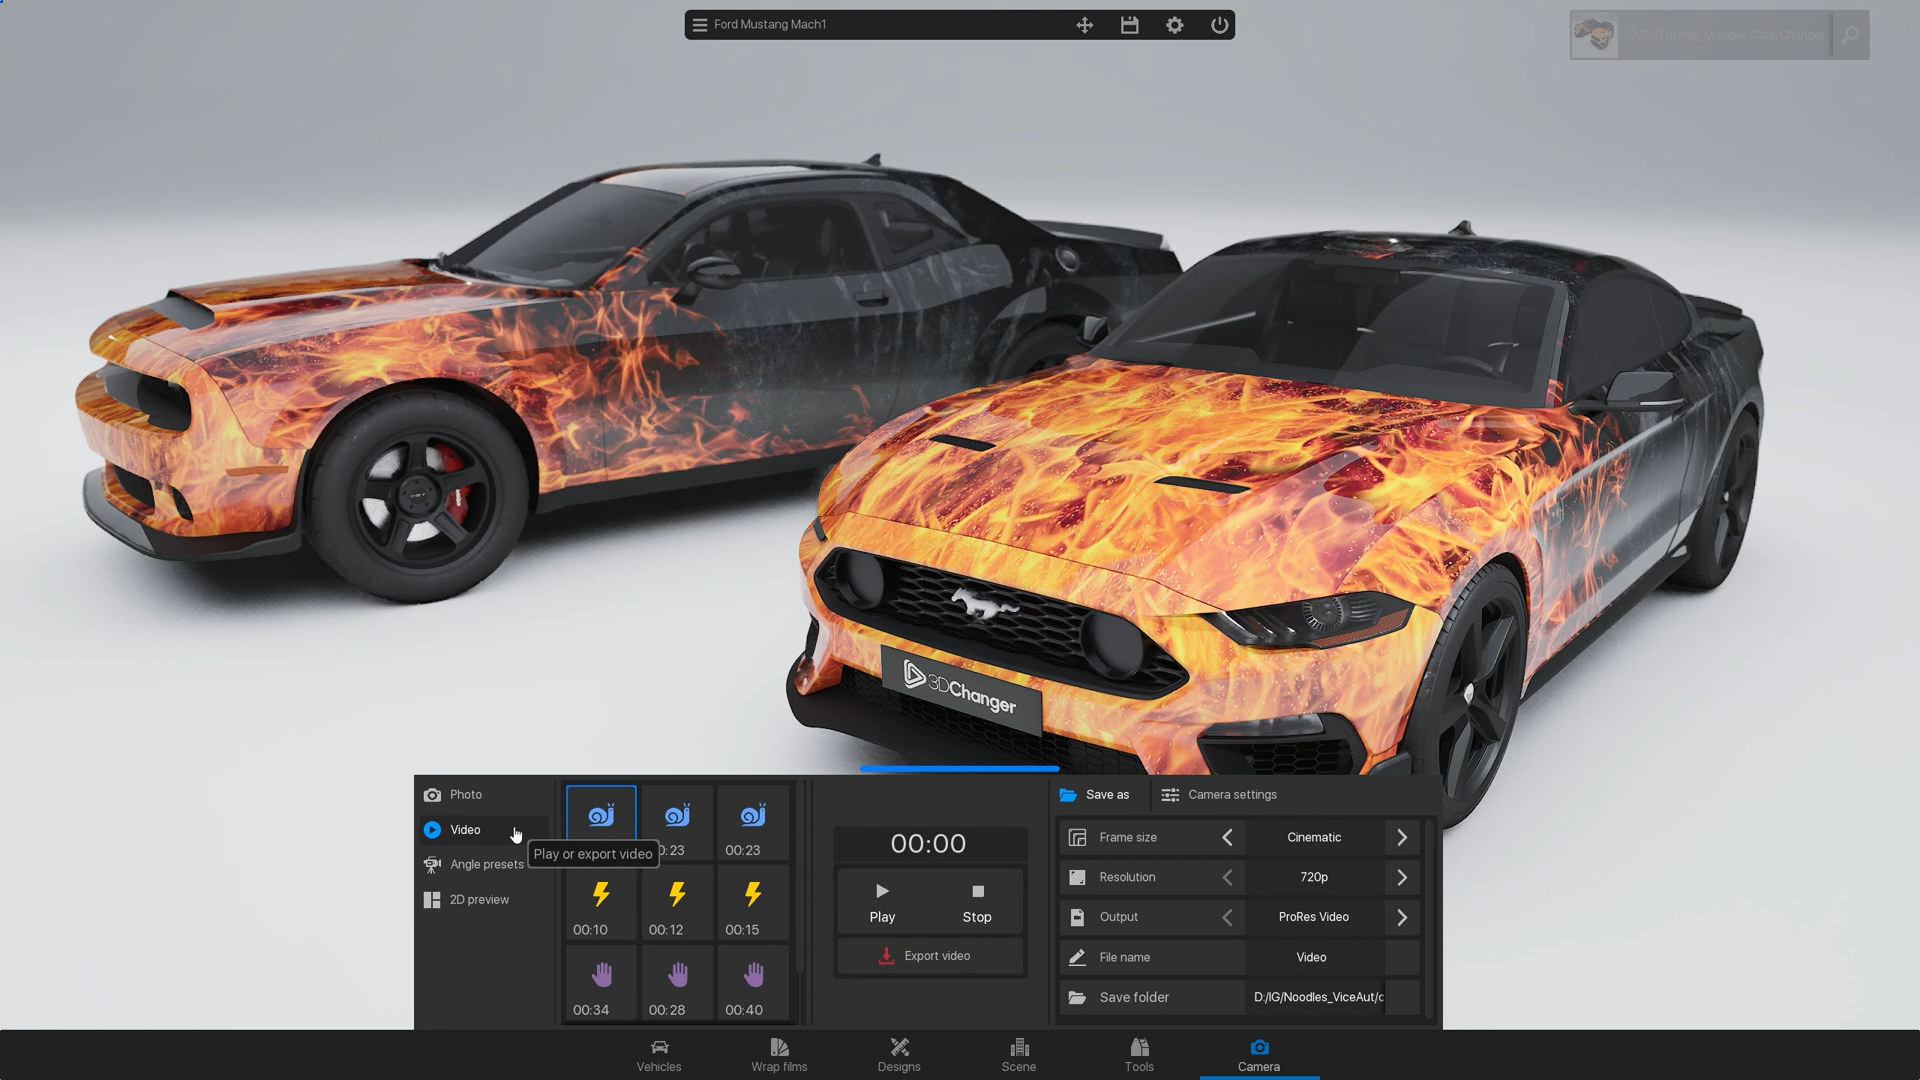 Ford Mustang Mach1
D:/IG/Tutorial_Multiple_Cars/Changer_
3DChanger
Photo
Video
Angle presets
2D preview
Play or export video
:23
00:23
00:10
00:12
00:15
00:34
00:28
00:40
00:00
Play
Stop
Export video
Save as
Camera settings
Frame size
Cinematic
Resolution
720p
Output
ProRes Video
File name
Video
Save folder
D:/IG/Noodles_ViceAut/c
Vehicles
Wrap films
Designs
Scene
Tools
Camera